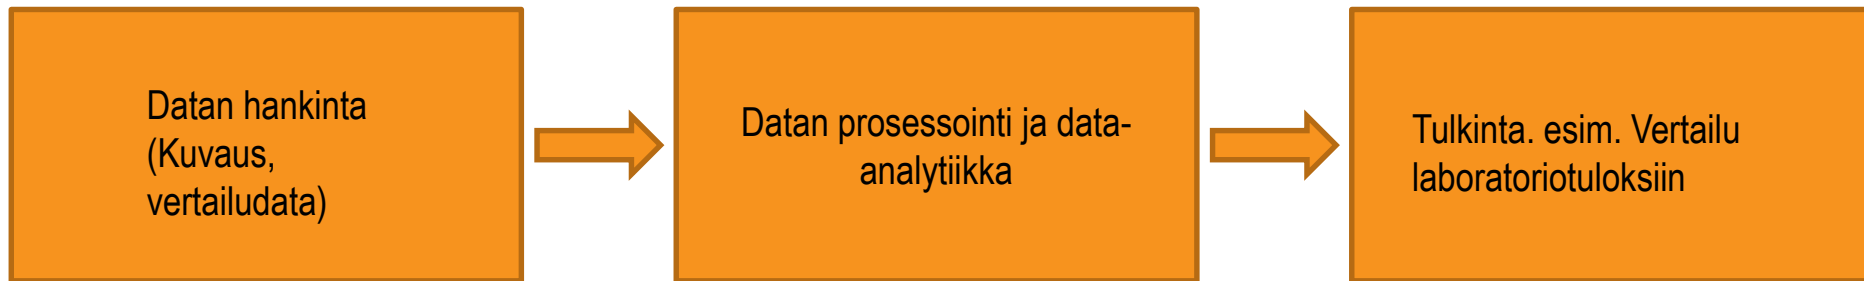 Datan hankinta
(Kuvaus,
vertailudata)
Datan prosessointi ja data-
analytiikka
Tulkinta. esim. Vertailu
laboratoriotuloksiin